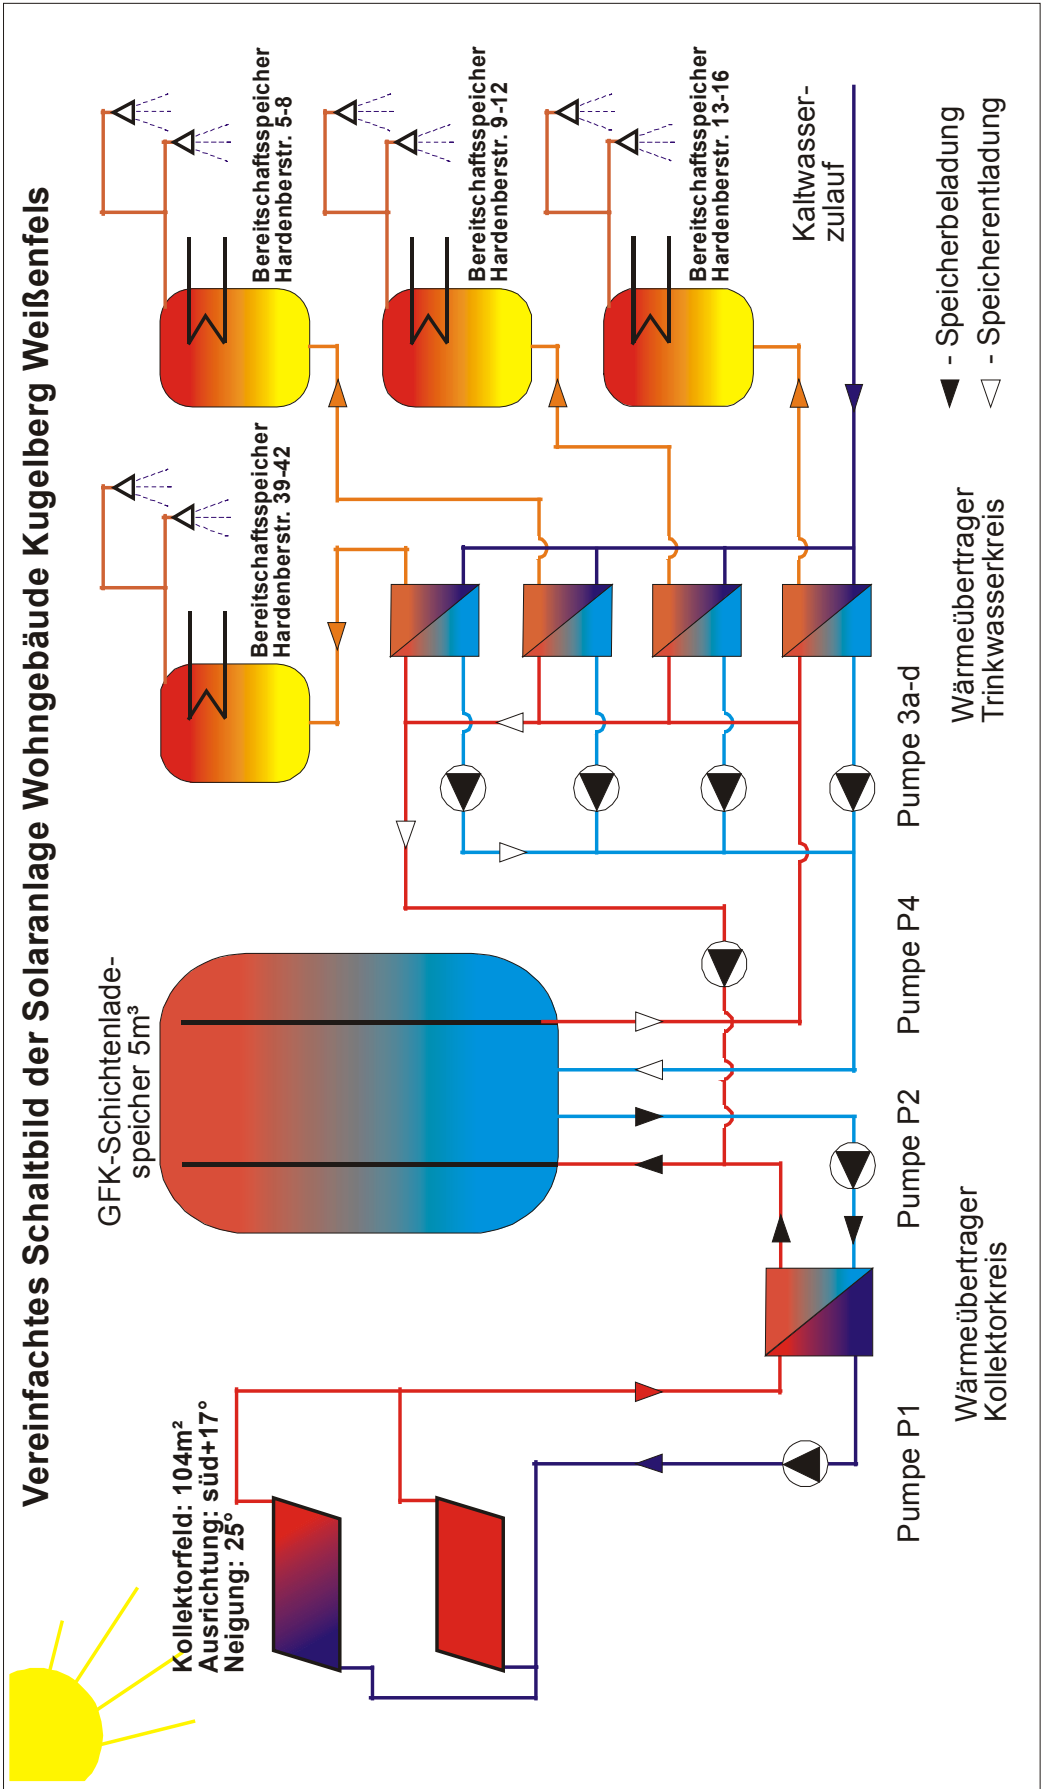 Vereinfachtes Schaltbild der Solaranlage Wohngebäude Kugelberg Weißenfels
Kollektorfeld: 104m²
Ausrichtung: süd+17°
Neigung: 25°
GFK-Schichtenlade-
speicher 5m³
Bereitschaftsspeicher
Hardenberstr. 39-42
Bereitschaftsspeicher
Hardenberstr. 5-8
Bereitschaftsspeicher
Hardenberstr. 9-12
Bereitschaftsspeicher
Hardenberstr. 13-16
Kaltwasser-
zulauf
Pumpe P1
Pumpe P2
Pumpe P4
Pumpe 3a-d
Wärmeübertrager
Kollektorkreis
Wärmeübertrager
Trinkwasserkreis
- Speicherbeladung
- Speicherentladung